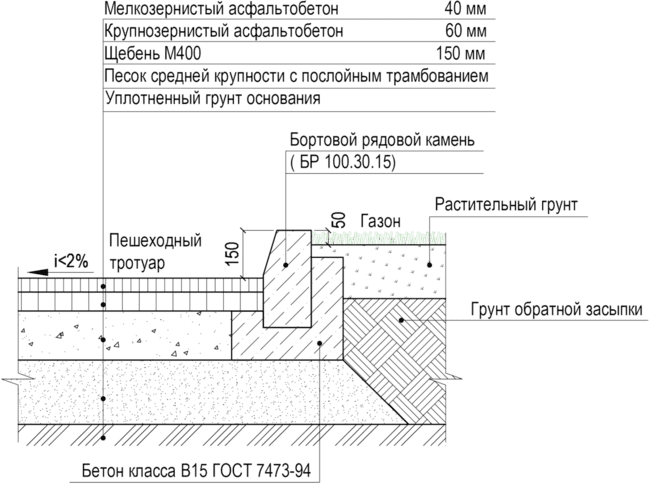 Мелкозернистый асфальтобетон 40 мм
Крупнозернистый асфальтобетон 60 мм
Щебень М400 150 мм
Песок средней крупности с послойным трамбованием
Уплотненный грунт основания
Бортовой рядовой камень
( БР 100.30.15)
Растительный грунт
50
Газон
Пешеходный
тротуар
150
i<2%
Грунт обратной засыпки
Бетон класса В15 ГОСТ 7473-94